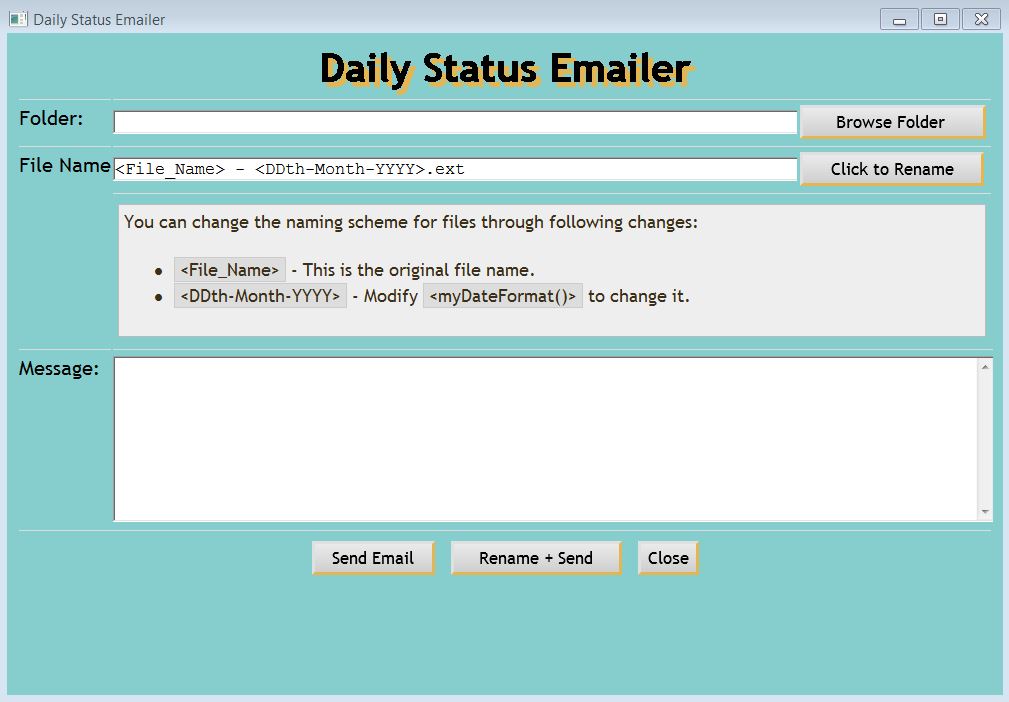 Daily Status Emailer
Daily Status Emailer
Folder:
Browse Folder
File Name
<File_Name> - <DDth-Month-YYYY>.ext
Click to Rename
You can change the naming scheme for files through following changes:
<File_Name> - This is the original file name.
<DDth-Month-YYYY> - Modify <myDateFormat()> to change it.
Message:
Send Email
Rename + Send
Close